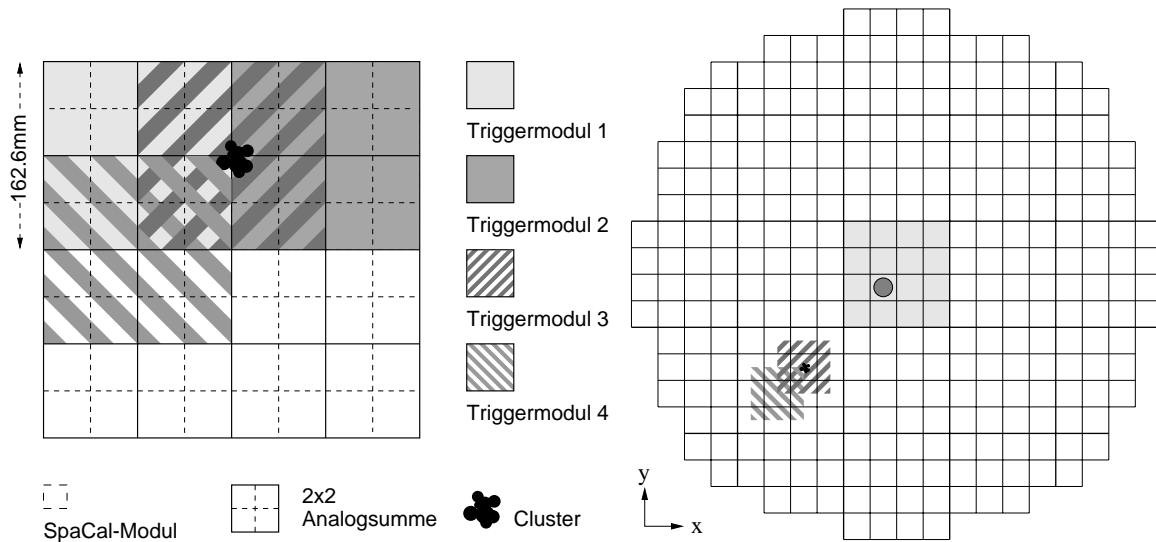 162.6mm
Triggermodul 1
Triggermodul 2
Triggermodul 3
Triggermodul 4
SpaCal-Modul
2x2
Analogsumme
Cluster
y
x